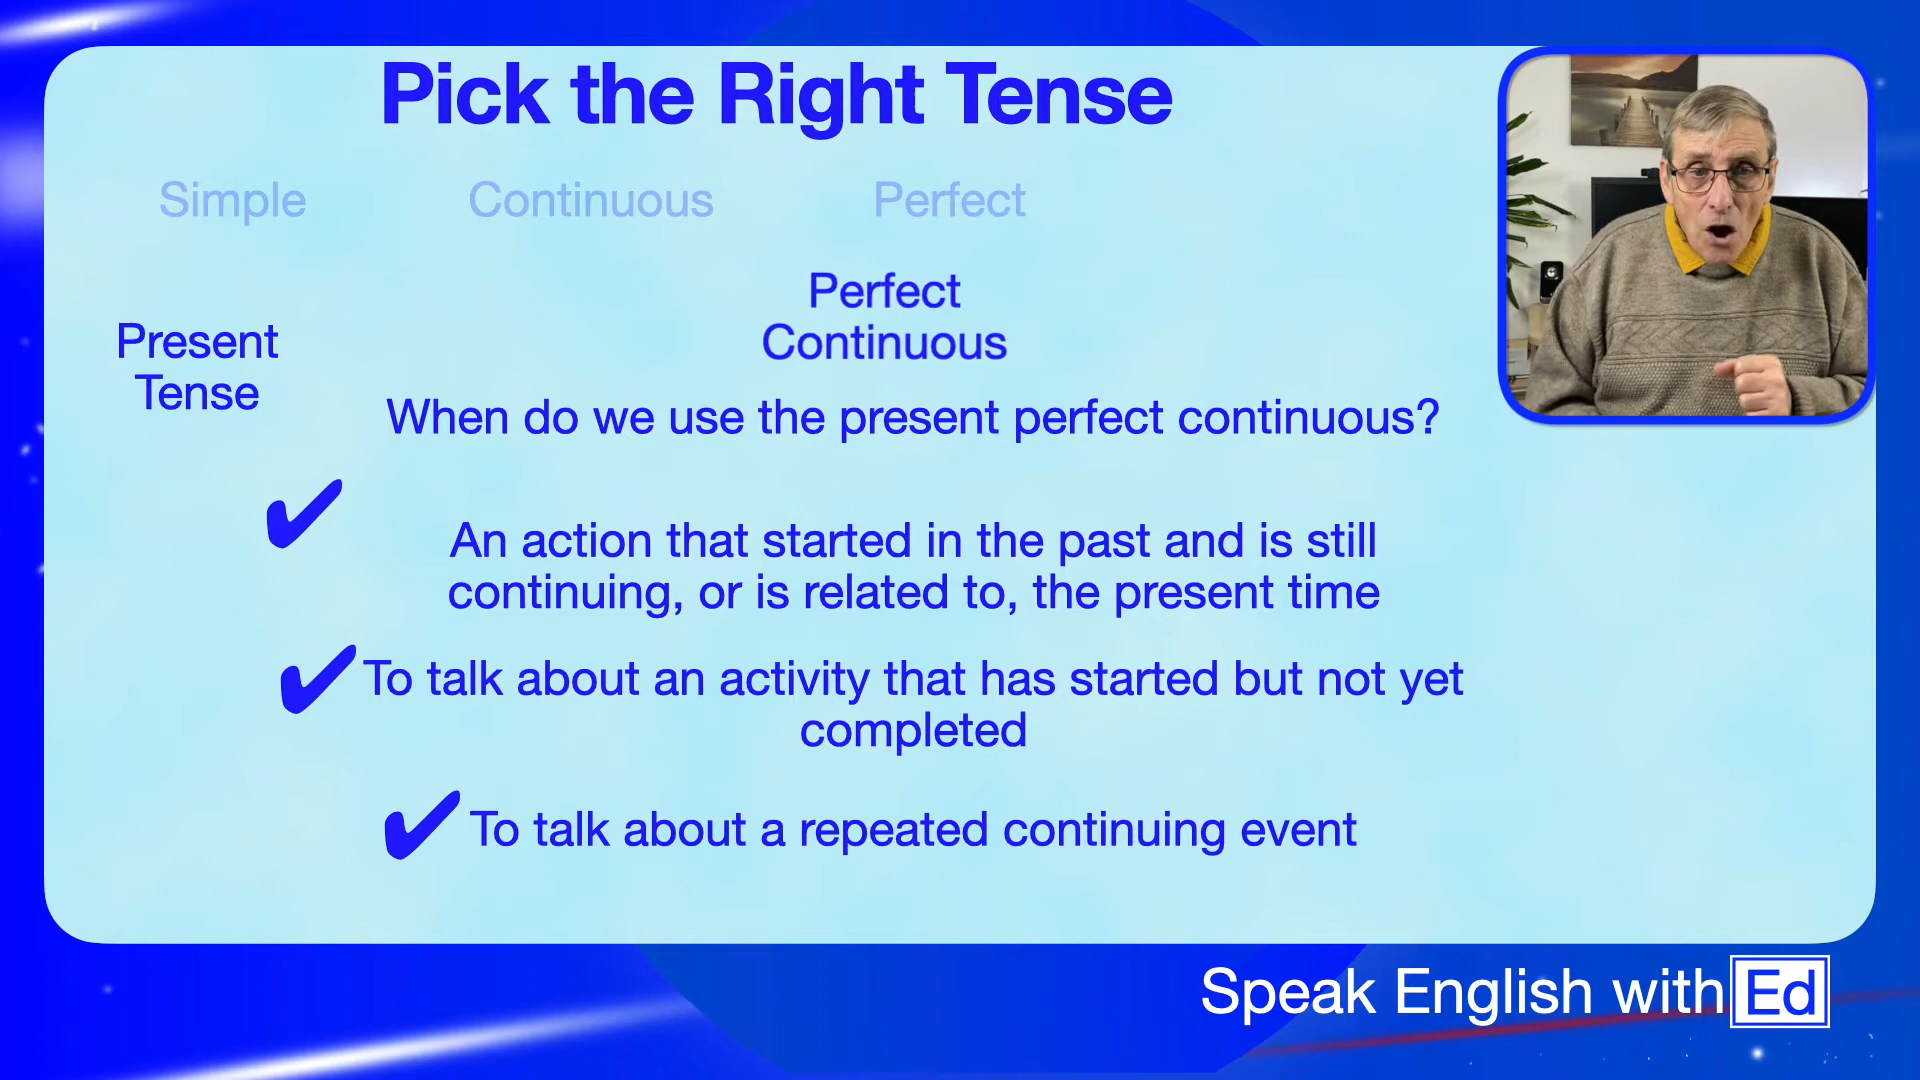 Pick the Right Tense
Simple Continuous Perfect
Perfect
Continuous
Present
Tense
When do we use the present perfect continuous?
An action that started in the past and is still
continuing, or is related to, the present time
To talk about an activity that has started but not yet
completed
To talk about a repeated continuing event
Speak English with Ed